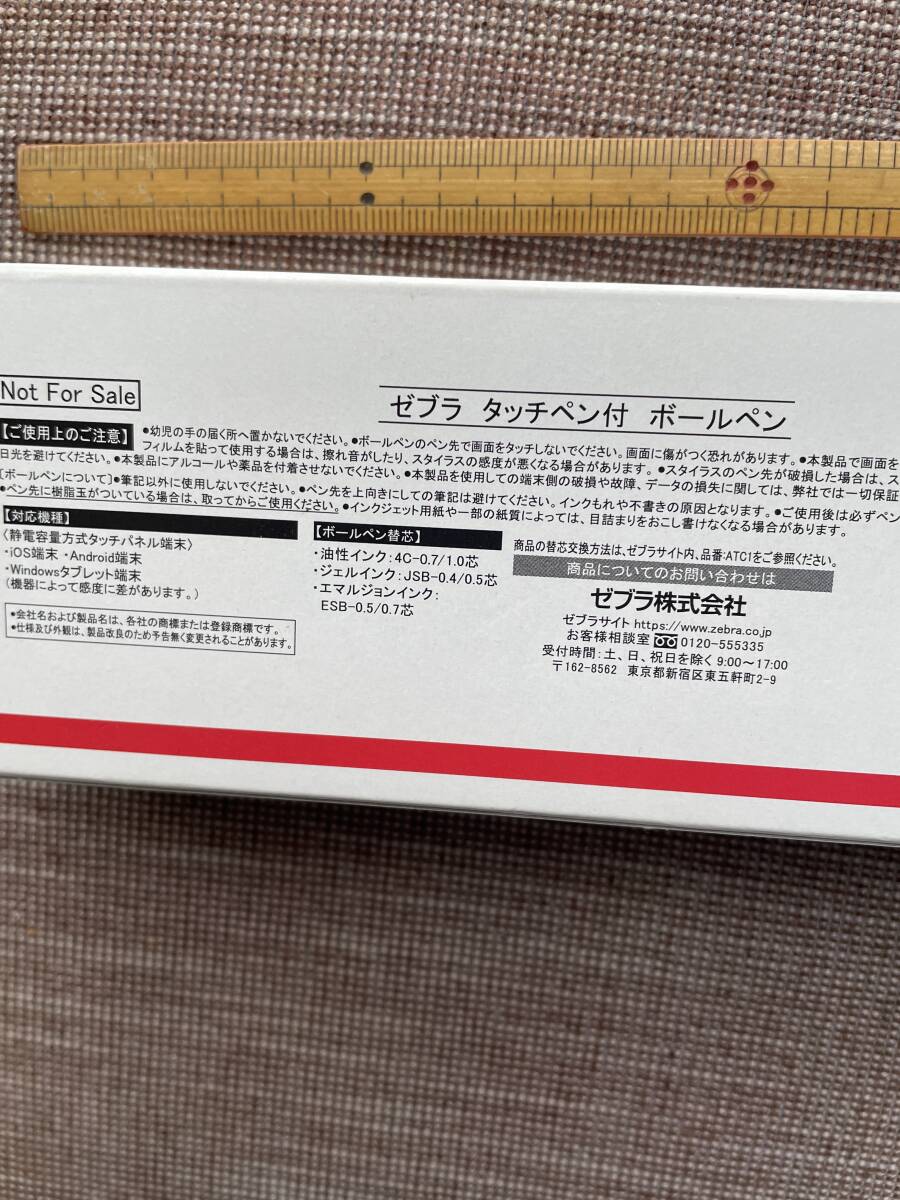 Not For Sale
ゼブラ タッチペン付 ボールペン
【ご使用上のご注意】
●幼児の手の届く所へ置かないでください。●ボールペンのペン先で画面をタッチしないでください。画面に傷がつく恐れがあります。●本製品で画面を
フィルムを貼って使用する場合は、擦れ音がしたり、スタイラスの感度が悪くなる場合があります。●スタイラスのペン先が破損した場合は、ス
日光を避けてください。●本製品にアルコールや薬品を付着させないでください。●本製品を使用しての端末側の破損や故障、データの損失に関しては、弊社では一切保証
〔ボールペンについて〕●筆記以外に使用しないでください。●ペン先を上向きにしての筆記は避けてください。インクもれや不書きの原因となります。●ご使用後は必ずペン
●ペン先に樹脂玉がついている場合は、取ってからご使用ください。●インクジェット用紙や一部の紙質によっては、目詰まりをおこし書けなくなる場合があります。
【対応機種】
〈静電容量方式タッチパネル端末〉
・iOS端末 ・Android端末
・Windowsタブレット端末
(機器によって感度に差があります。)
●会社名および製品名は、各社の商標または登録商標です。
●仕様及び外観は、製品改良のため予告無く変更されることがあります。
【ボールペン替芯】
・油性インク:4C-0.7/1.0芯
・ジェルインク:JSB-0.4/0.5芯
・エマルジョンインク:
ESB-0.5/0.7芯
商品の替芯交換方法は、ゼブラサイト内、品番:ATC1をご参照ください。
商品についてのお問い合わせは
ゼブラ株式会社
ゼブラサイト https://www.zebra.co.jp
お客様相談室 0120-555335
受付時間:土、日、祝日を除く 9:00~17:00
〒162-8562 東京都新宿区東五軒町2-9